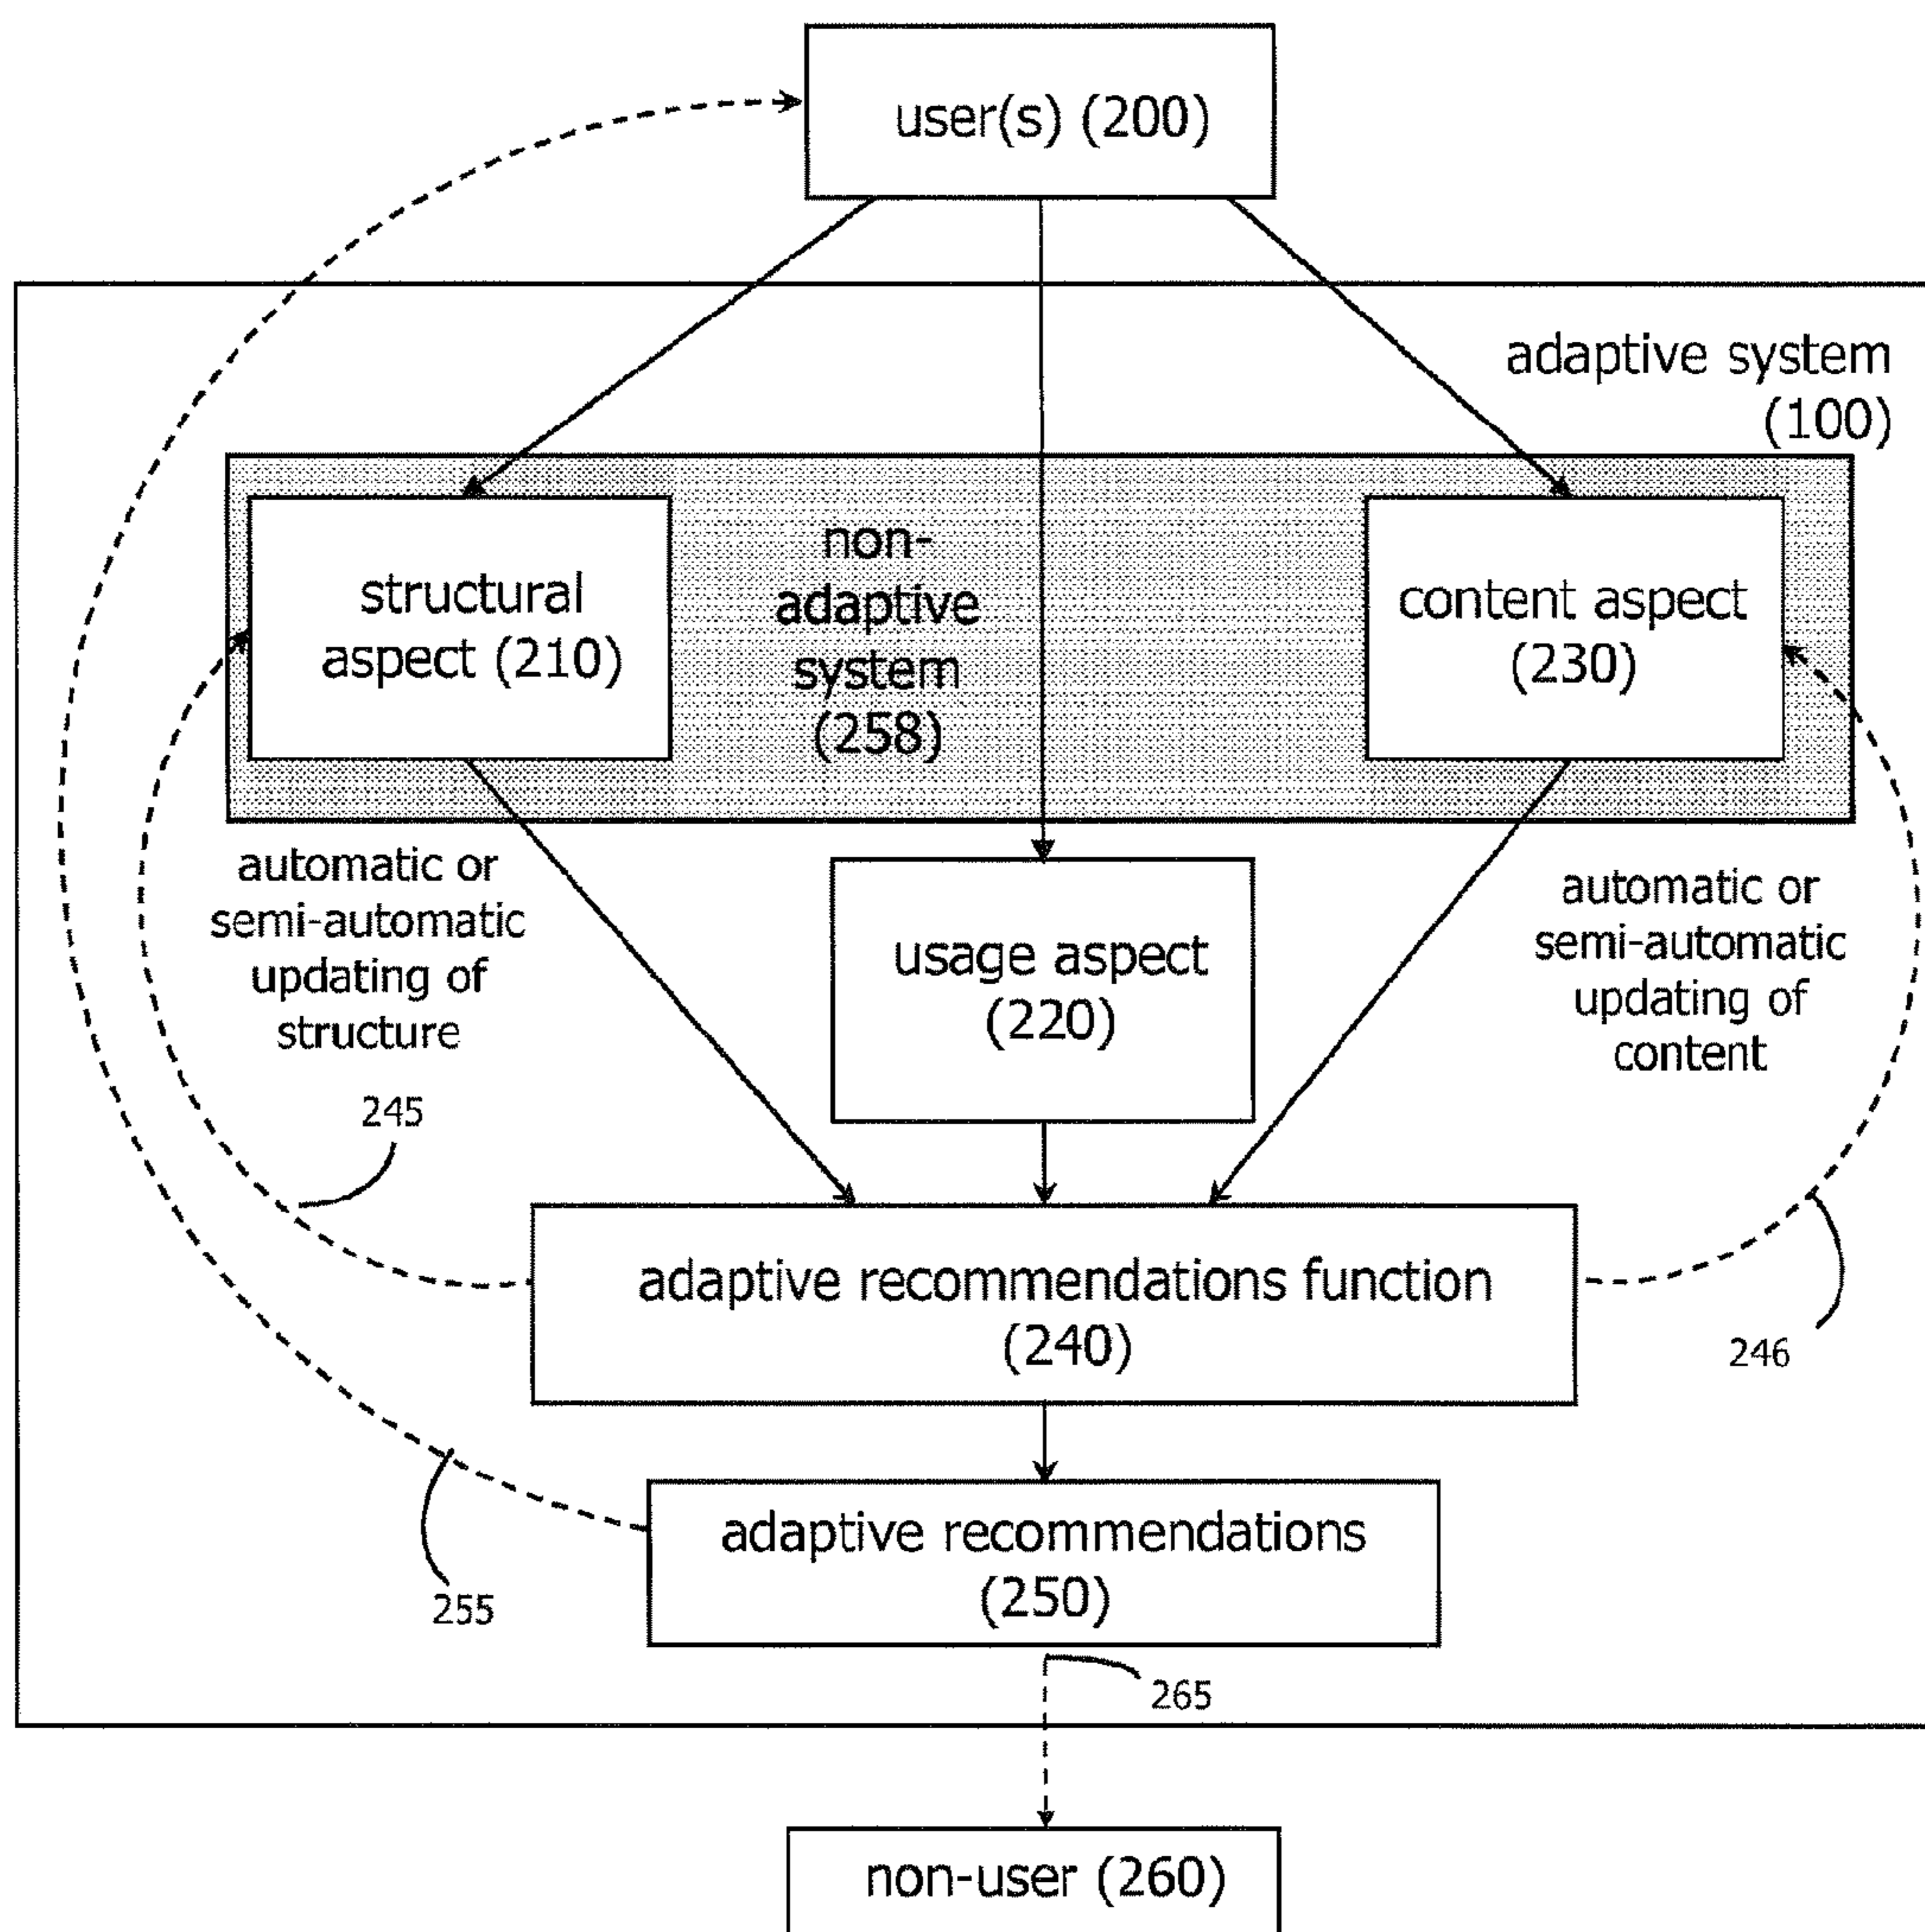 user(s) (200)
adaptive system
(100)
non-
adaptive
system
(258)
structural
aspect (210)
content aspect
(230)
automatic or
semi-automatic
updating of
structure
usage aspect
(220)
automatic or
semi-automatic
updating of
content
245
adaptive recommendations function
(240)
246
adaptive recommendations
(250)
255
265
non-user (260)